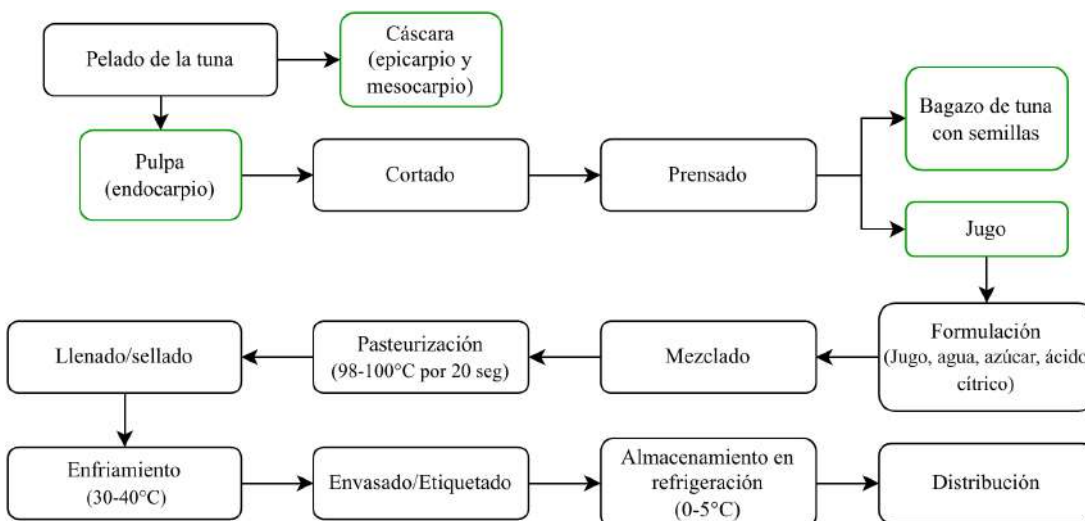 Pelado de la tuna
Cáscara
(epicarpio y
mesocarpio)
Bagazo de tuna
con semillas
Pulpa
(endocarpio)
Cortado
Prensado
Jugo
Formulación
(Jugo, agua, azúcar, ácido
cítrico)
Mezclado
Pasteurización
(98-100°C por 20 seg)
Llenado/sellado
Enfriamiento
(30-40°C)
Envasado/Etiquetado
Almacenamiento en
refrigeración
(0-5°C)
Distribución